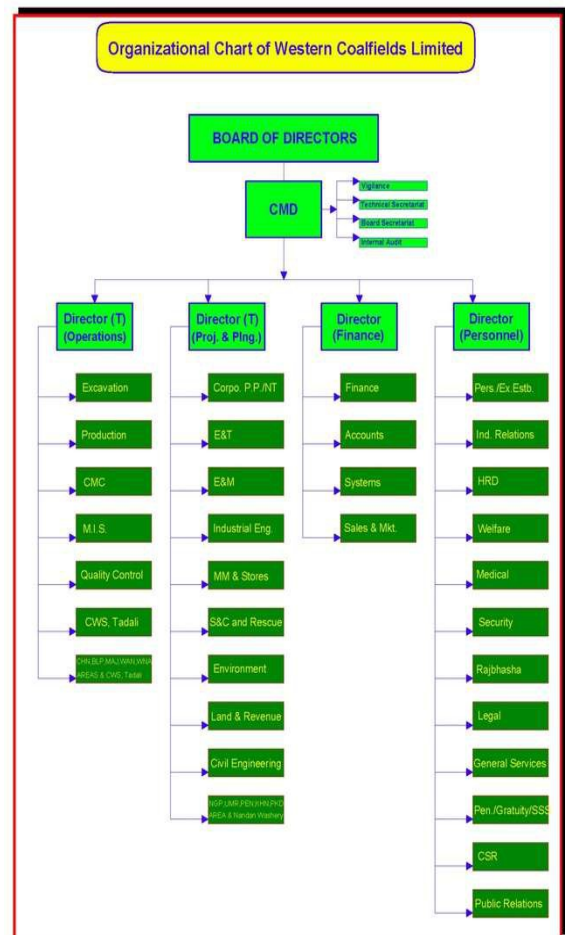 Organizational Chart of Western Coalfields Limited
BOARD OF DIRECTORS
CMD
Vigilance
Technical Secretariat
Board Secretariat
Internal Audit
Director (T)
(Operations)
Director (T)
(Proj. & Plng.)
Director
(Finance)
Director
(Personnel)
Excavation
Production
CMC
M.I.S.
Quality Control
CWS, Tadali
CHN,BLP,MAJ,WAN,WNA
AREAS & CWS, Tadali
Corpo. P.P./NT
E&T
E&M
Industrial Eng.
MM & Stores
S&C and Rescue
Environment
Land & Revenue
Civil Engineering
NGP,UMR,PEN,KHN,PKD
AREA & Nandan Washery
Finance
Accounts
Systems
Sales & Mkt.
Pers./Ex.Estb.
Ind. Relations
HRD
Welfare
Medical
Security
Rajbhasha
Legal
General Services
Pen./Gratuity/SSS
CSR
Public Relations